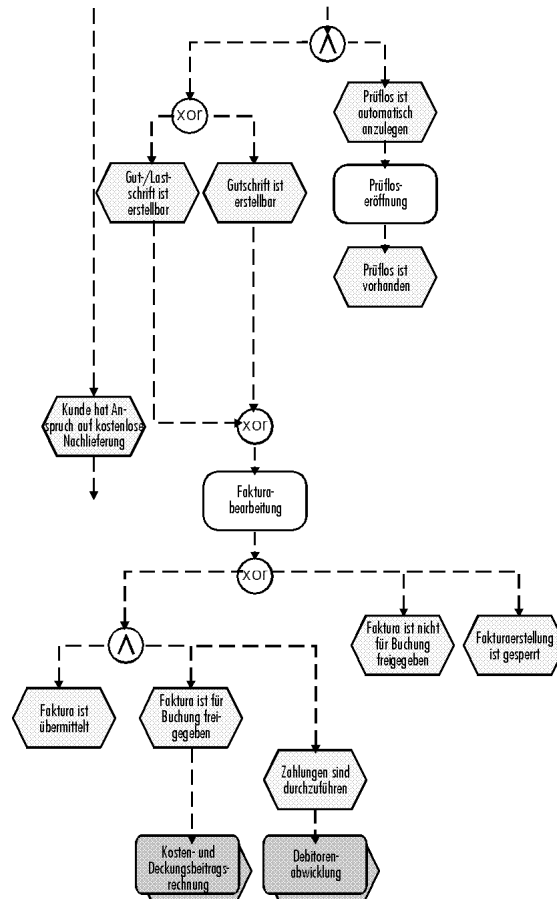 Λ
xor
Prüflos ist
automatisch
anzulegen
Gut-/Last-
schrift ist
erstellbar
Gutschrift ist
erstellbar
Prüflos-
eröffnung
Prüflos ist
vorhanden
Kunde hat An-
spruch auf kostenlose
Nachlieferung
xor
Faktura-
bearbeitung
xor
Λ
Faktura ist nicht
für Buchung
freigegeben
Fakturaerstellung
ist gesperrt
Faktura ist
übermittelt
Faktura ist für
Buchung frei-
gegeben
Zahlungen sind
durchzuführen
Kosten- und
Deckungsbeitrags-
rechnung
Debitoren-
abwicklung